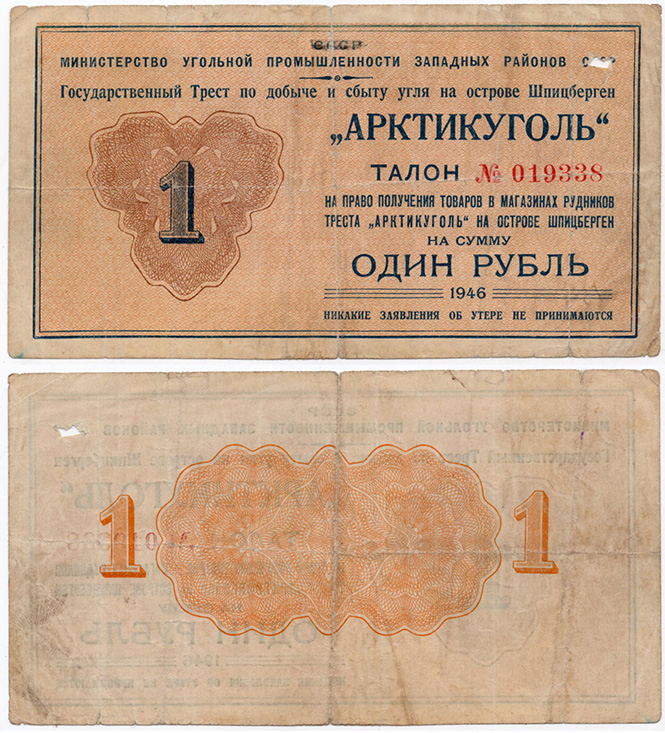 СССР
МИНИСТЕРСТВО УГОЛЬНОЙ ПРОМЫШЛЕННОСТИ ЗАПАДНЫХ РАЙОНОВ СССР
Государственный Трест по добыче и сбыту угля на острове Шпицберген
„АРКТИКУГОЛЬ“
1
ТАЛОН № 019338
НА ПРАВО ПОЛУЧЕНИЯ ТОВАРОВ В МАГАЗИНАХ РУДНИКОВ
ТРЕСТА „АРКТИКУГОЛЬ“ НА ОСТРОВЕ ШПИЦБЕРГЕН
НА СУММУ
ОДИН РУБЛЬ
1946
НИКАКИЕ ЗАЯВЛЕНИЯ ОБ УТЕРЕ НЕ ПРИНИМАЮТСЯ
1 1